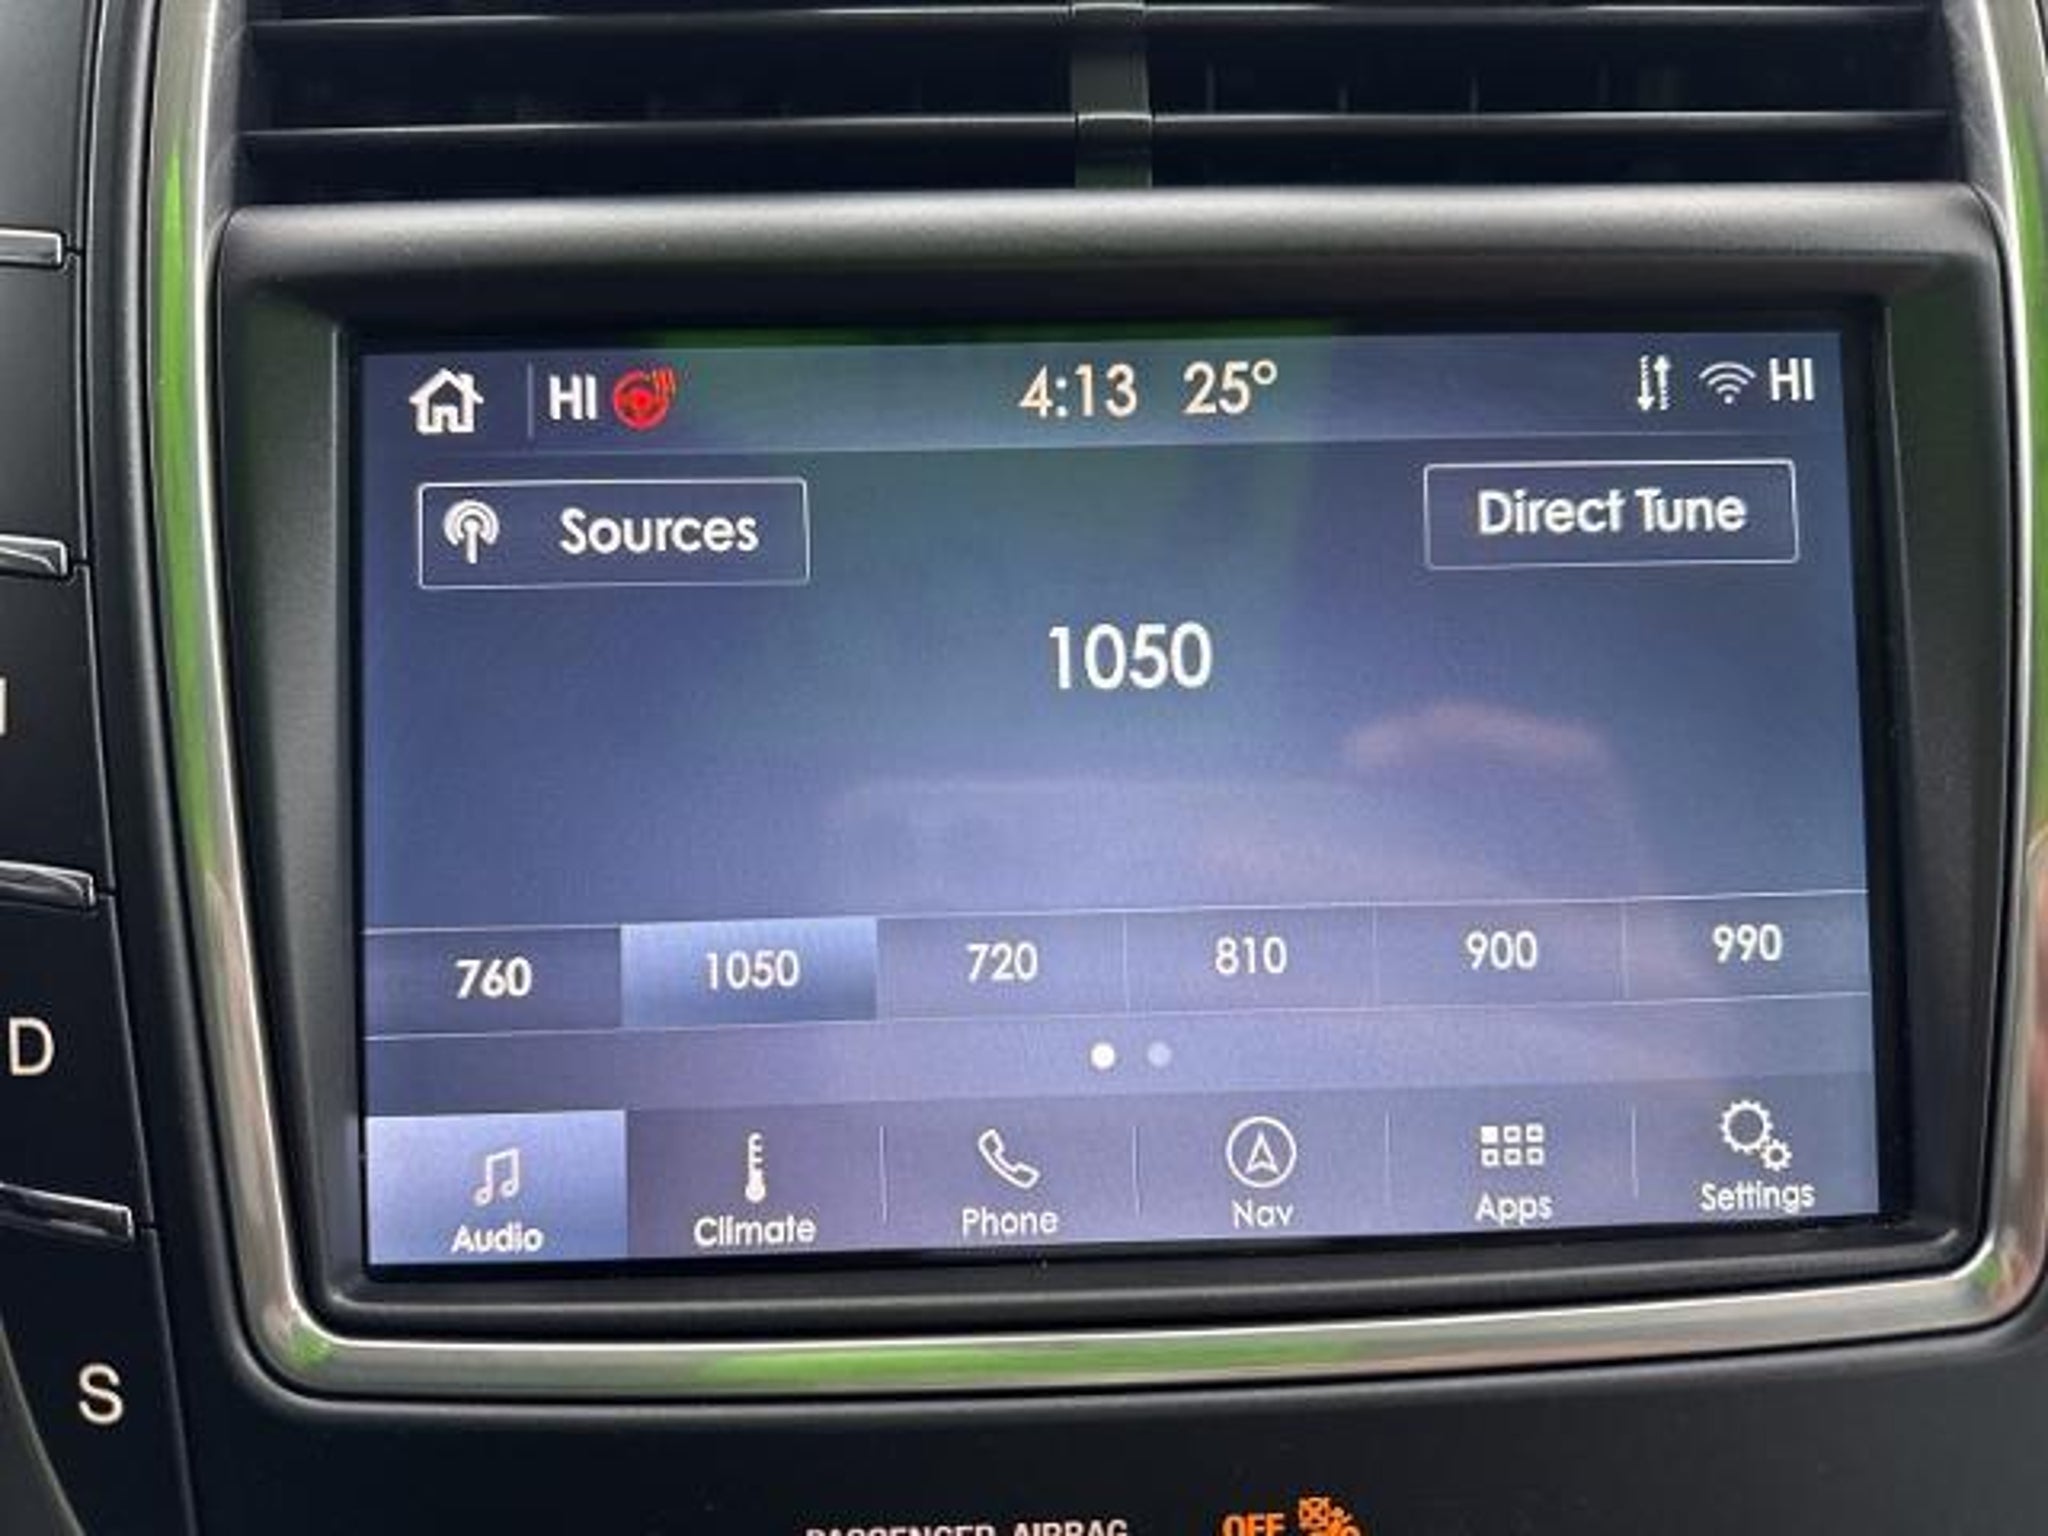 HI 4:13 25° HI
Sources Direct Tune
1050
760 1050 720 810 900 990
Audio Climate Phone Nav Apps Settings
D
S
PASSENGER AIRBAG OFF